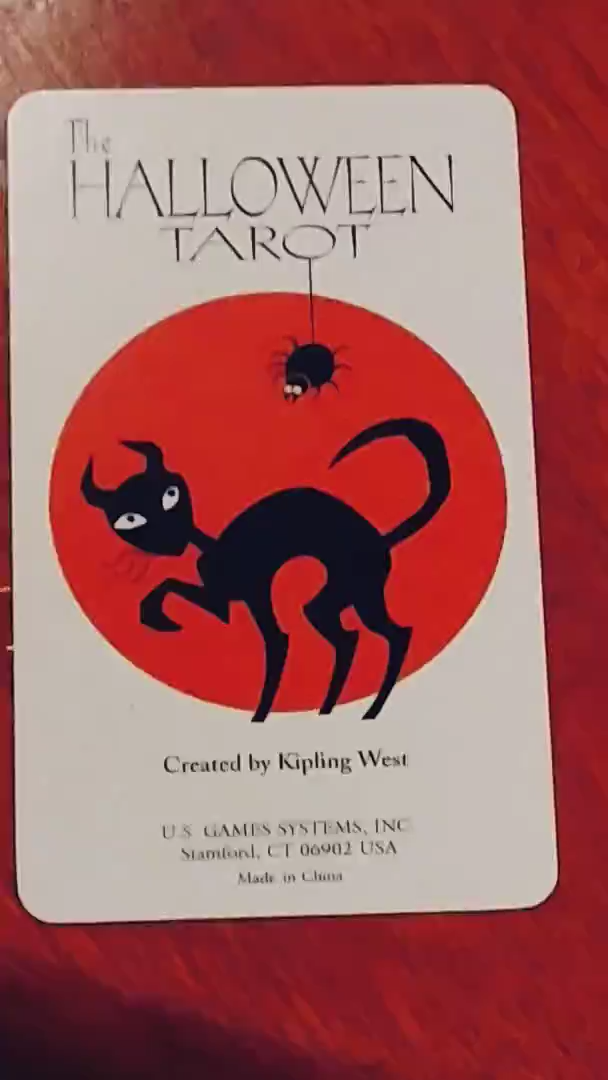 The
HALLOWEEN
TAROT
Created by Kipling West
U.S. GAMES SYSTEMS, INC.
Stamford, CT 06902 USA
Made in China